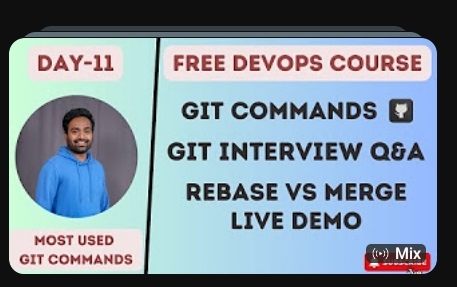 DAY-11
FREE DEVOPS COURSE
GIT COMMANDS
GIT INTERVIEW Q&A
REBASE VS MERGE
LIVE DEMO
MOST USED
GIT COMMANDS
Mix